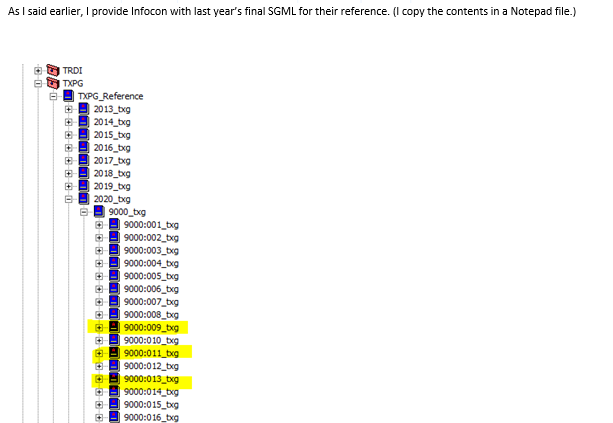 As I said earlier, I provide Infocon with last year's final SGML for their reference. (I copy the contents in a Notepad file.)
TRDI
TXPG
TXPG_Reference
2013_txg
2014_txg
2015_txg
2016_txg
2017_txg
2018_txg
2019_txg
2020_txg
9000_txg
9000:001_txg
9000:002_txg
9000:003_txg
9000:004_txg
9000:005_txg
9000:006_txg
9000:007_txg
9000:008_txg
9000:009_txg
9000:010_txg
9000:011_txg
9000:012_txg
9000:013_txg
9000:014_txg
9000:015_txg
9000:016_txg